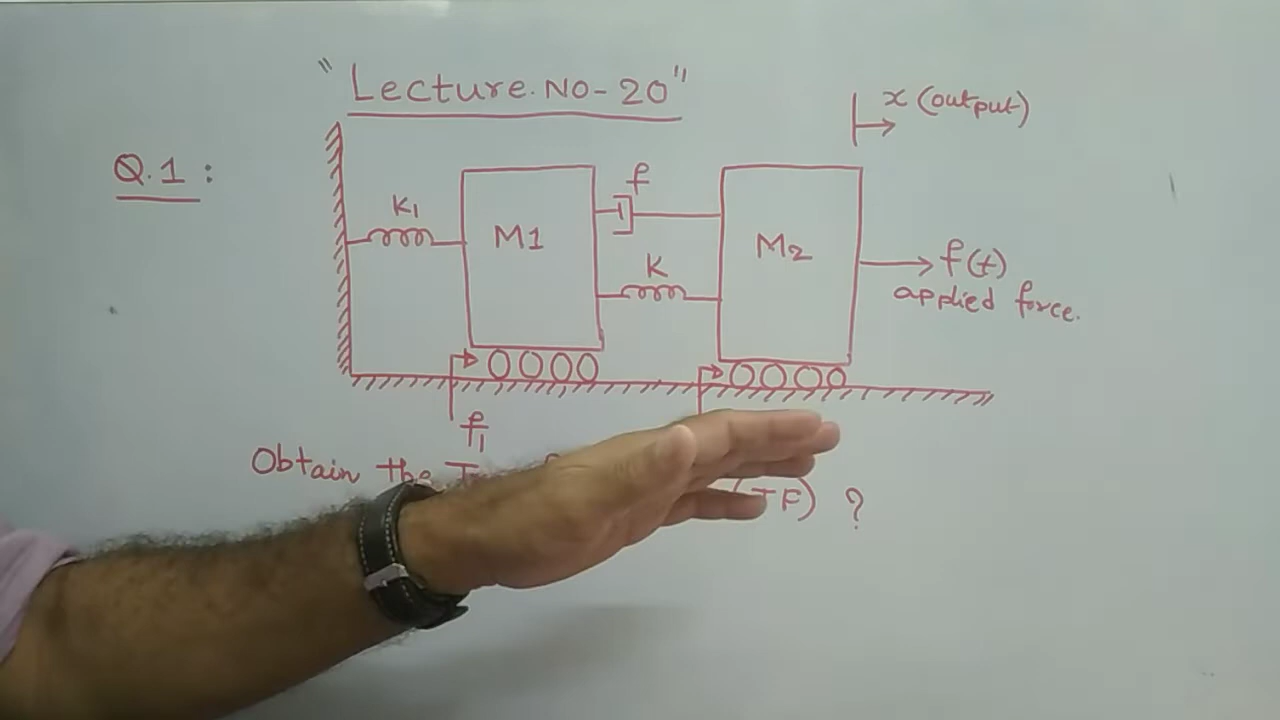 "Lecture. No-20"
x (output)
Q.1 :
K1
M1
f
K
M2
f(t)
applied force.
f1
Obtain the
(TF) ?